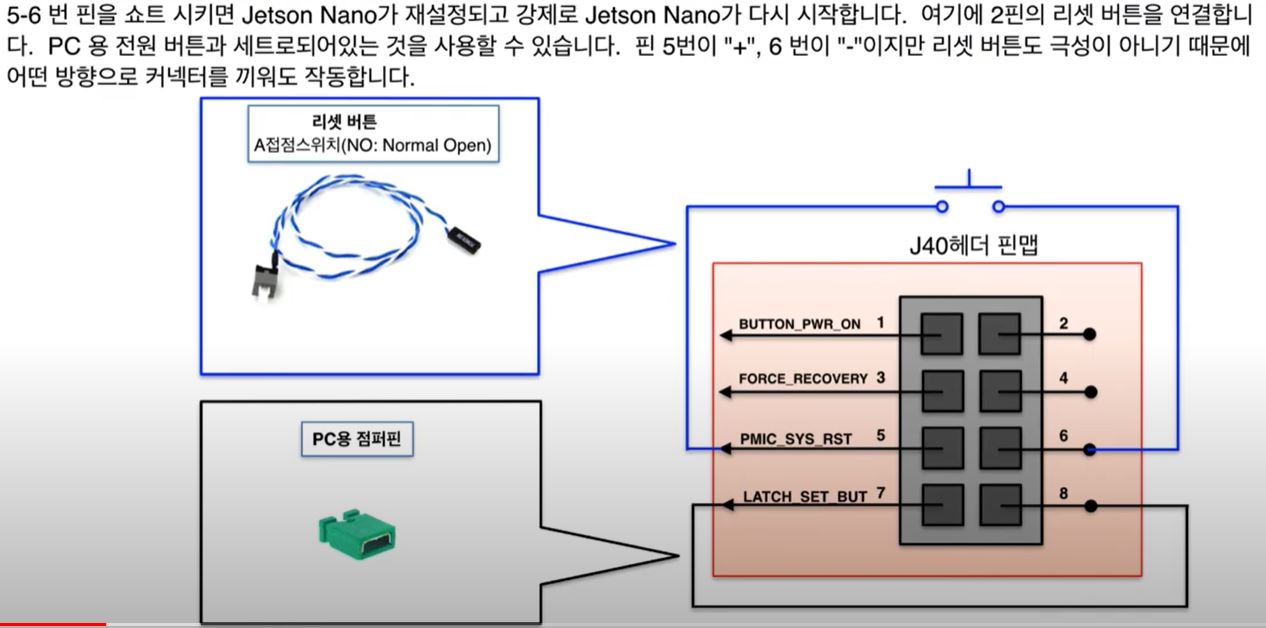 5-6 번 핀을 쇼트 시키면 Jetson Nano가 재설정되고 강제로 Jetson Nano가 다시 시작합니다. 여기에 2핀의 리셋 버튼을 연결합니
다. PC 용 전원 버튼과 세트로되어있는 것을 사용할 수 있습니다. 핀 5번이 "+", 6 번이 "-"이지만 리셋 버튼도 극성이 아니기 때문에
어떤 방향으로 커넥터를 끼워도 작동합니다.
리셋 버튼
A접점스위치(NO: Normal Open)
J40헤더 핀맵
BUTTON_PWR_ON 1 2
FORCE_RECOVERY 3 4
PMIC_SYS_RST 5 6
LATCH_SET_BUT 7 8
PC용 점퍼핀